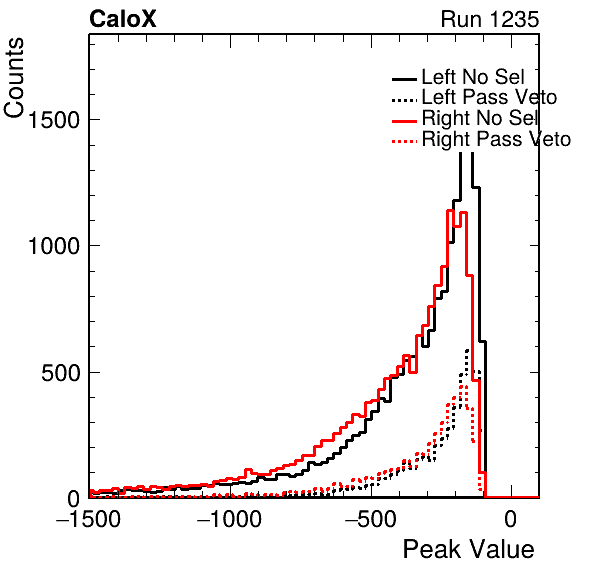 CaloX Run 1235
Counts
Left No Sel
Left Pass Veto
Right No Sel
Right Pass Veto
1500
1000
500
0
−1500 −1000 −500 0
Peak Value